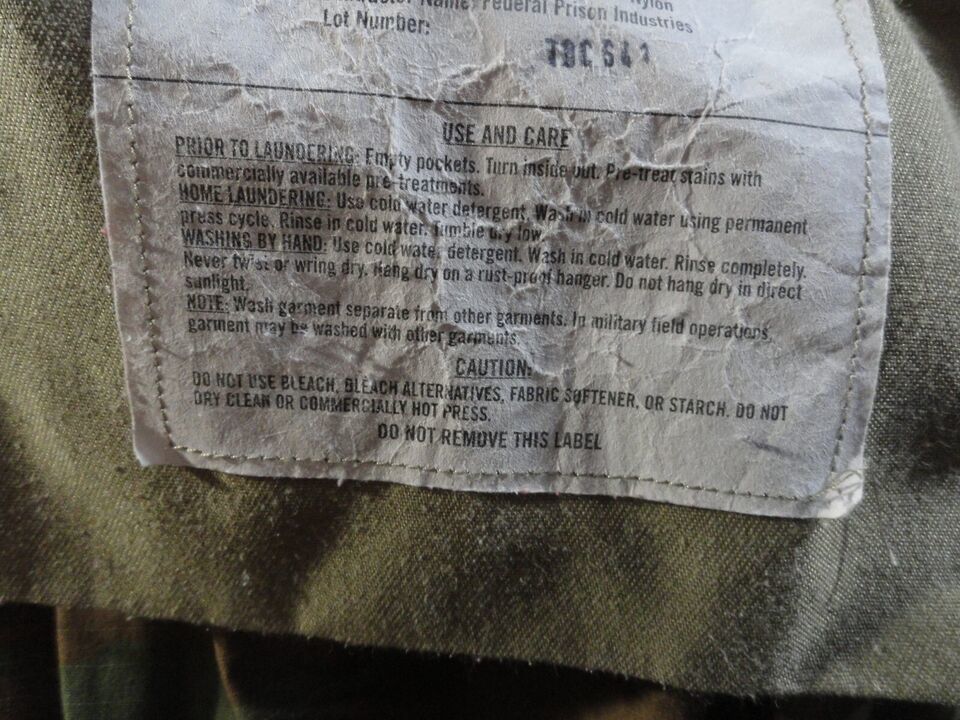 Nylon
Name: Federal Prison Industries
Lot Number:
USE AND CARE
PRIOR TO LAUNDERING: Empty pockets. Turn inside out. Pre-treat stains with
commercially available pre-treatments.
HOME LAUNDERING: Use cold water detergent. Wash in cold water using permanent
press cycle. Rinse in cold water. Tumble dry low.
WASHING BY HAND: Use cold water detergent. Wash in cold water. Rinse completely.
Never twist or wring dry. Hang dry on a rust-proof hanger. Do not hang dry in direct
sunlight.
NOTE: Wash garment separate from other garments. In military field operations,
garment may be washed with other garments.
CAUTION:
DO NOT USE BLEACH, BLEACH ALTERNATIVES, FABRIC SOFTENER, OR STARCH. DO NOT
DRY CLEAN OR COMMERCIALLY HOT PRESS.
DO NOT REMOVE THIS LABEL